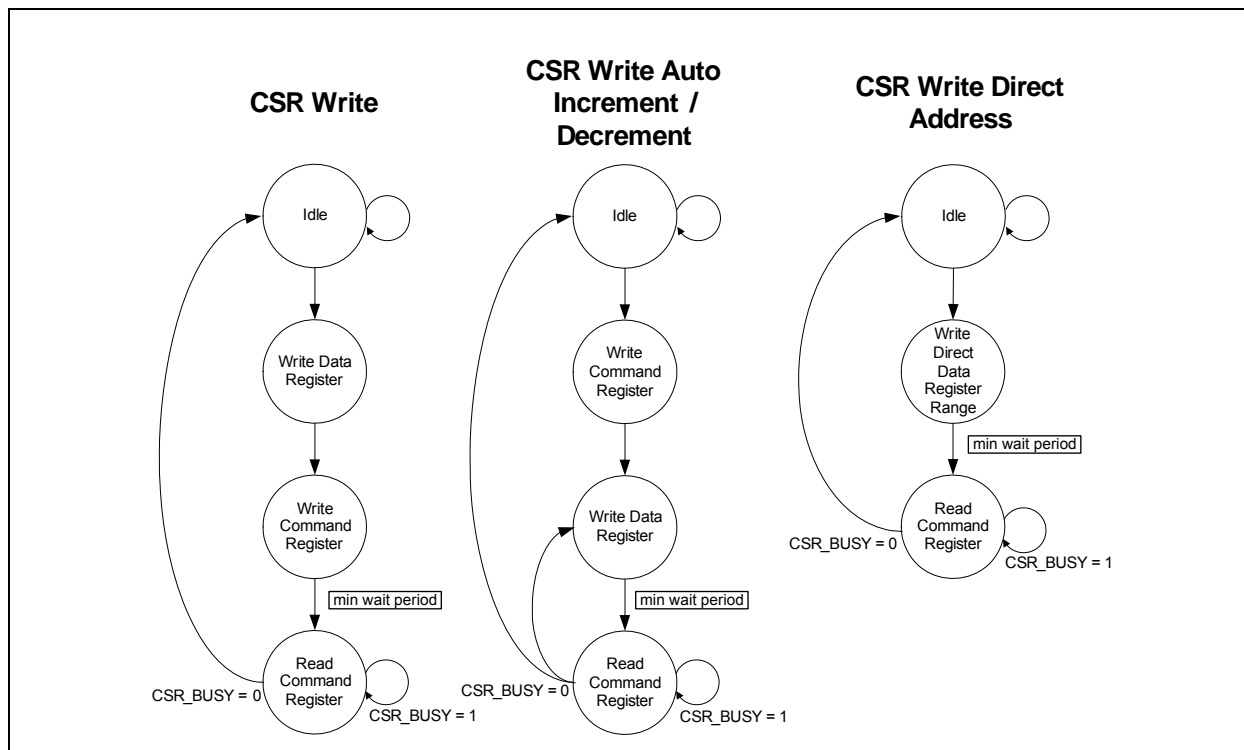 CSR Write
Idle
Write Data
Register
Write
Command
Register
min wait period
Read
Command
Register
CSR_BUSY = 0
CSR_BUSY = 1
CSR Write Auto
Increment /
Decrement
Idle
Write
Command
Register
Write Data
Register
min wait period
Read
Command
Register
CSR_BUSY = 0
CSR_BUSY = 1
CSR Write Direct
Address
Idle
Write
Direct
Data
Register
Range
min wait period
Read
Command
Register
CSR_BUSY = 0
CSR_BUSY = 1